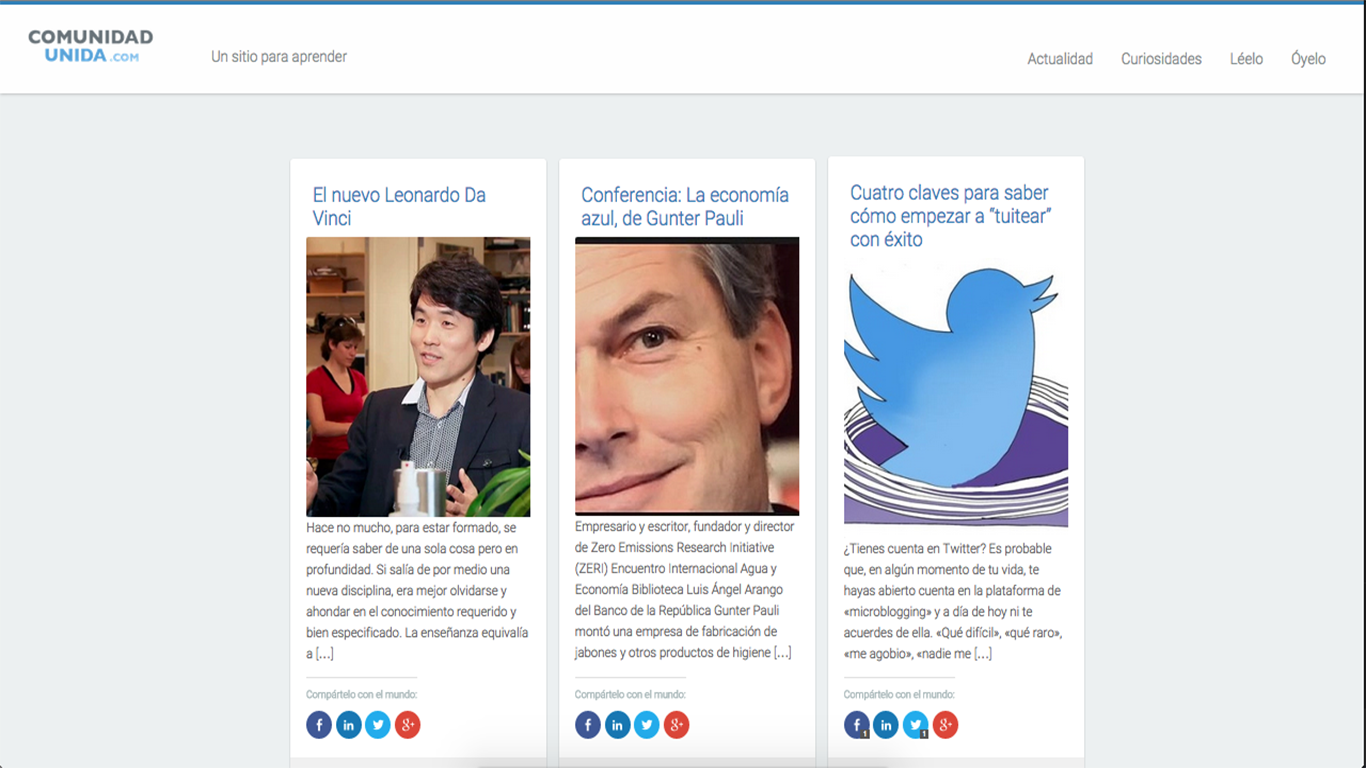 COMUNIDAD
UNIDA.COM
Un sitio para aprender
Actualidad
Curiosidades
Léelo
Óyelo
El nuevo Leonardo Da
Vinci
Hace no mucho, para estar formado, se
requería saber de una sola cosa pero en
profundidad. Si salía de por medio una
nueva disciplina, era mejor olvidarse y
ahondar en el conocimiento requerido y
bien especificado. La enseñanza equivalía
a [...]
Compártelo con el mundo:
f
in
g+
Conferencia: La economía
azul, de Gunter Pauli
Empresario y escritor, fundador y director
de Zero Emissions Research Initiative
(ZERI) Encuentro Internacional Agua y
Economía Biblioteca Luis Ángel Arango
del Banco de la República Gunter Pauli
montó una empresa de fabricación de
jabones y otros productos de higiene [...]
Compártelo con el mundo:
f
in
g+
Cuatro claves para saber
cómo empezar a “tuitear”
con éxito
¿Tienes cuenta en Twitter? Es probable
que, en algún momento de tu vida, te
hayas abierto cuenta en la plataforma de
«microblogging» y a día de hoy ni te
acuerdes de ella. «Qué difícil», «qué raro»,
«me agobio», «nadie me [...]
Compártelo con el mundo:
f
1
in
1
g+